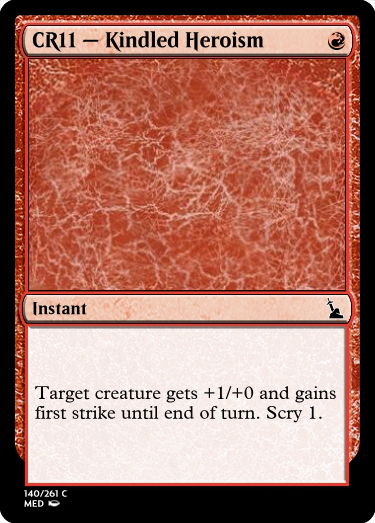 CR11 — Kindled Heroism
Instant
Target creature gets +1/+0 and gains
first strike until end of turn. Scry 1.
140/261 C
MED